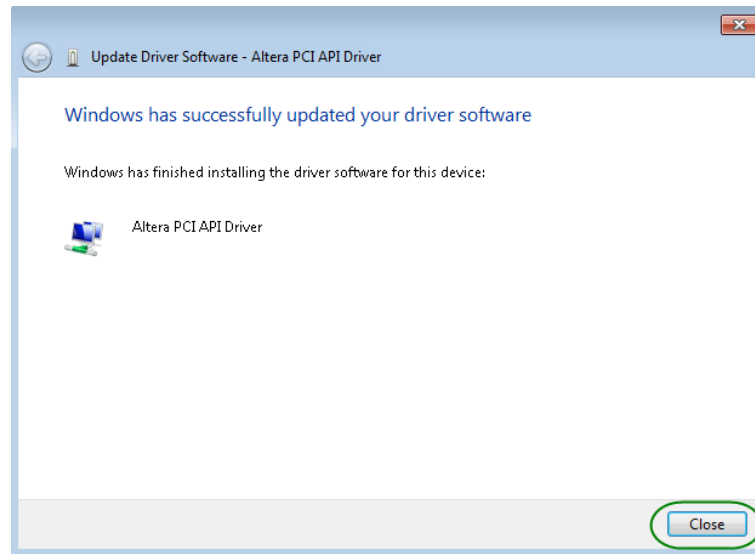 Update Driver Software - Altera PCI API Driver
Windows has successfully updated your driver software
Windows has finished installing the driver software for this device:
Altera PCI API Driver
Close